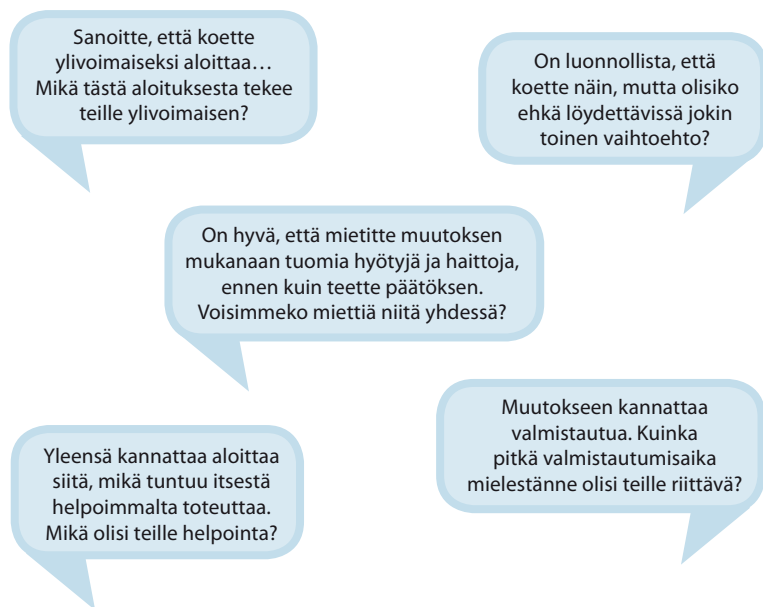 Sanoitte, että koette
ylivoimaiseksi aloittaa…
Mikä tästä aloituksesta tekee
teille ylivoimaisen?
On luonnollista, että
koette näin, mutta olisiko
ehkä löydettävissä jokin
toinen vaihtoehto?
On hyvä, että mietitte muutoksen
mukanaan tuomia hyötyjä ja haittoja,
ennen kuin teette päätöksen.
Voisimmeko miettiä niitä yhdessä?
Yleensä kannattaa aloittaa
siitä, mikä tuntuu itsestä
helpoimmalta toteuttaa.
Mikä olisi teille helpointa?
Muutokseen kannattaa
valmistautua. Kuinka
pitkä valmistautumisaika
mielestänne olisi teille riittävä?